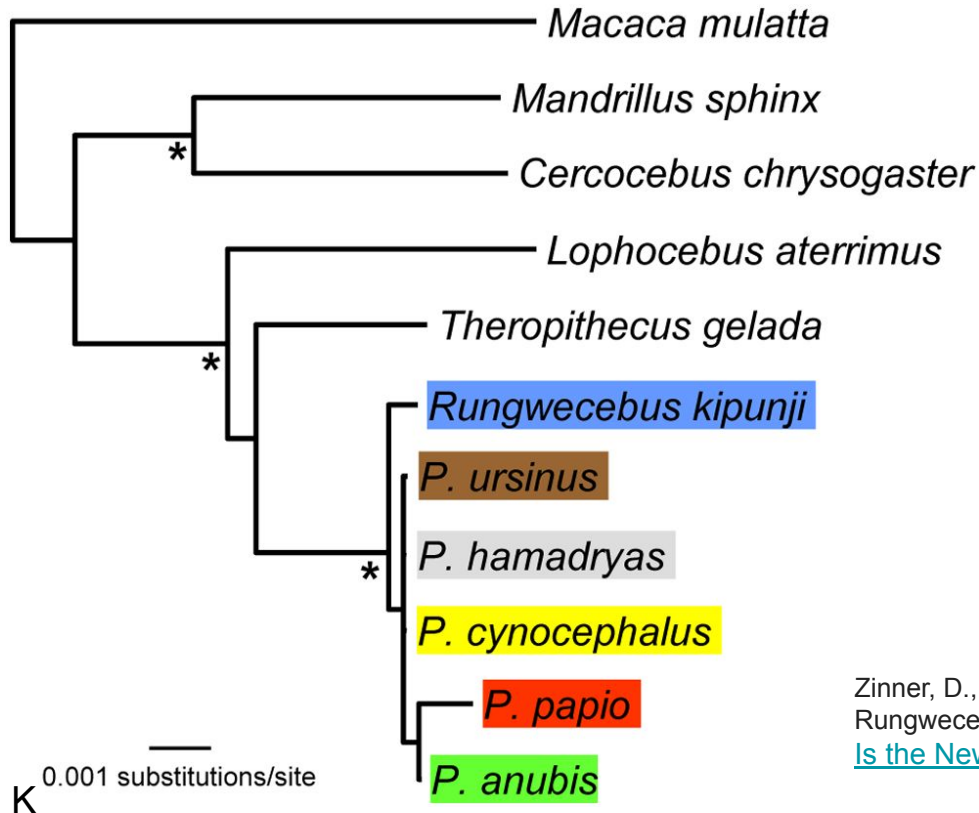 Macaca mulatta
Mandrillus sphinx
*
Cercocebus chrysogaster
Lophocebus aterrimus
Theropithecus gelada
*
Rungwecebus kipunji
P. ursinus
P. hamadryas
*
P. cynocephalus
Zinner, D.,
P. papio
Rungwece
Is the New
0.001 substitutions/site
P. anubis
K